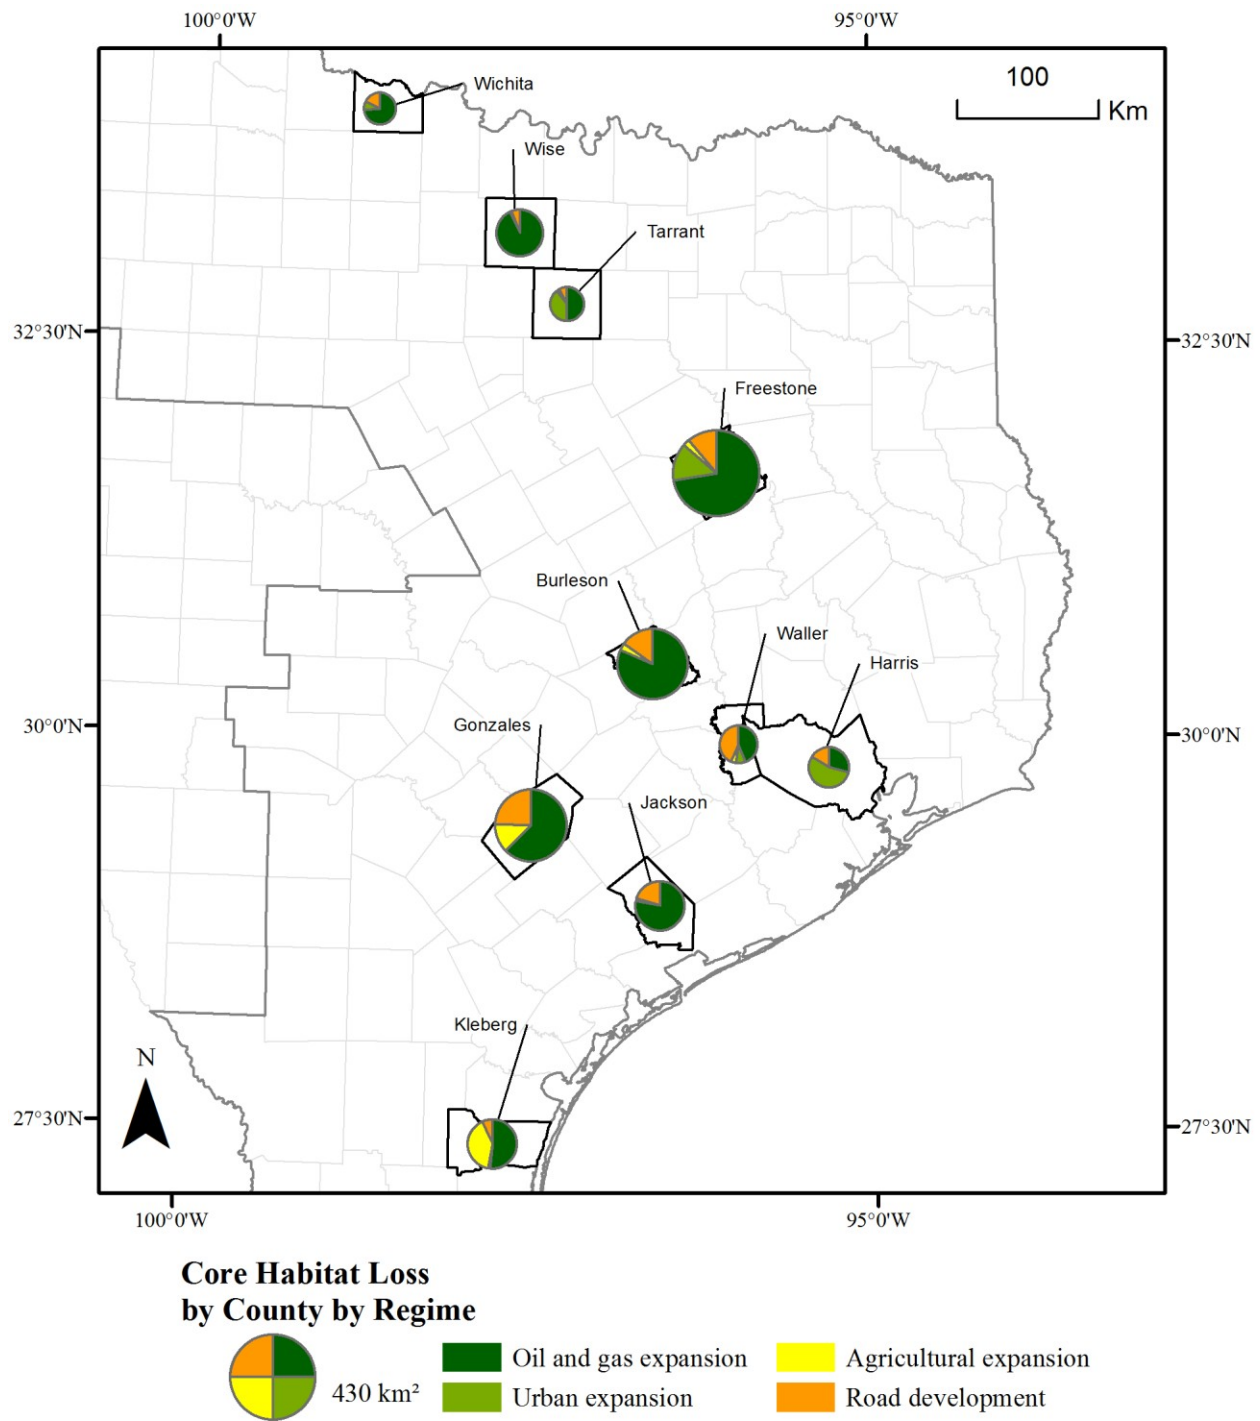 100°0'W 95°0'W
100
Km
Wichita
Wise
Tarrant
32°30'N 32°30'N
Freestone
Burleson
Waller
Harris
30°0'N 30°0'N
Gonzales
Jackson
Kleberg
N
27°30'N 27°30'N
100°0'W 95°0'W
Core Habitat Loss
by County by Regime
430 km²
Oil and gas expansion Agricultural expansion
Urban expansion Road development